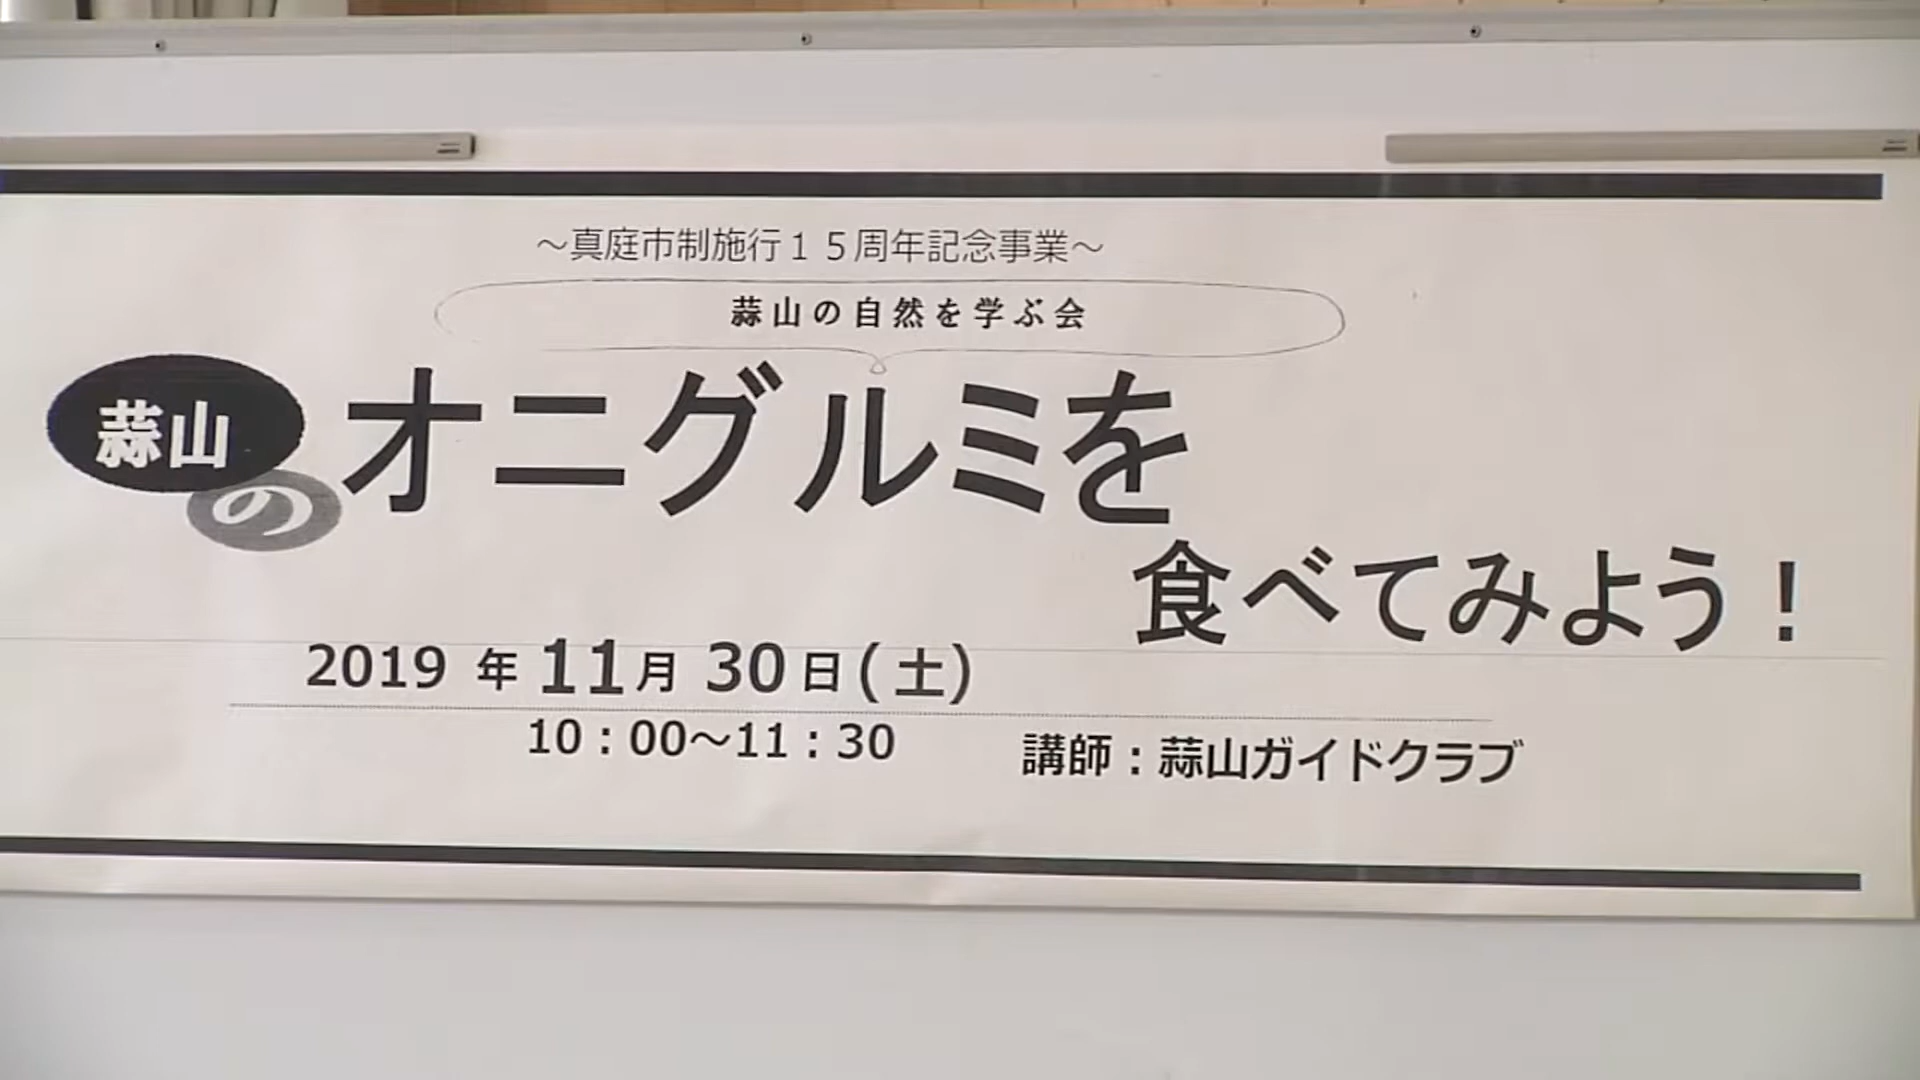 ～真庭市制施行１５周年記念事業～
蒜山の自然を学ぶ会
蒜山のオニグルミを
食べてみよう！
2019 年 11月 30日(土)
10：00～11：30
講師：蒜山ガイドクラブ